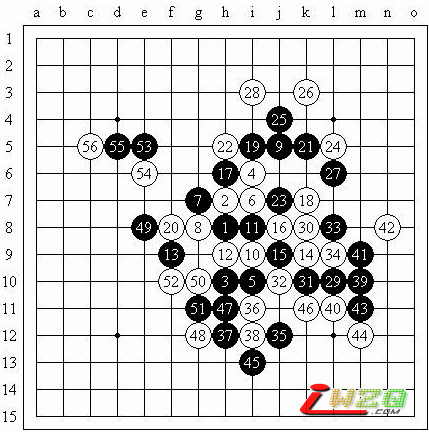 a b c d e f g h i j k l m n o
1
2
3 28 26
4 25
5 56 55 53 22 19 9 21 24
6 54 17 4 27
7 7 2 6 23 18
8 49 20 8 1 11 16 30 33 42
9 13 12 10 15 14 34 41
10 52 50 3 5 32 31 29 39
11 51 47 36 46 40 43
12 48 37 38 35 44
13 45
14
iWZQ
.COM
15